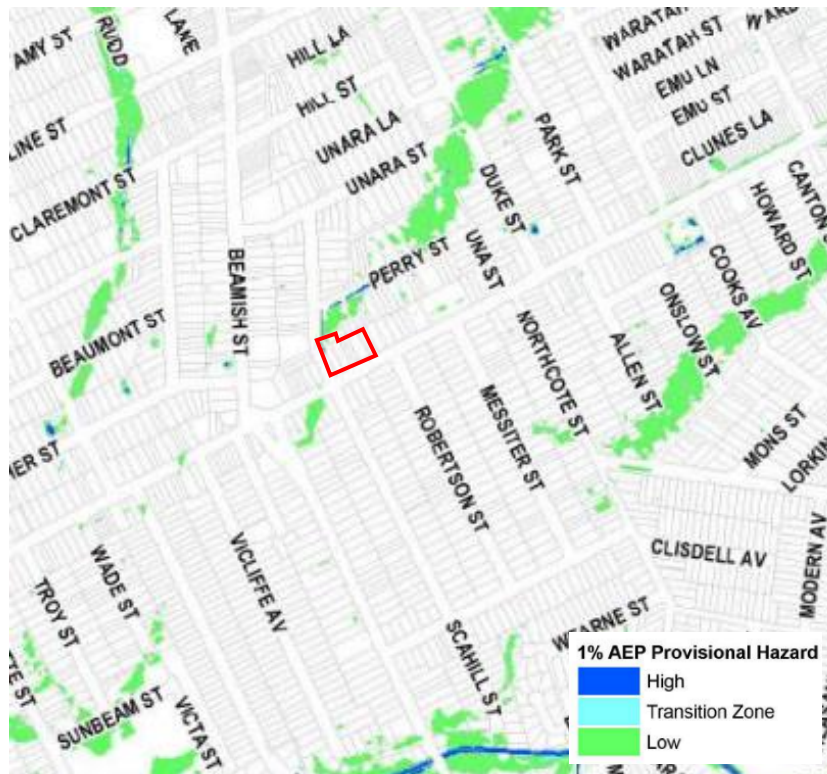 AMY ST
RUDD
LAKE
HILL LA
WARATAH
WARATAH ST
EMU LN
EMU ST
CLUNES LA
HILL ST
UNARA LA
UNARA ST
PARK ST
DUKE ST
LINE ST
CLAREMONT ST
CANTON
HOWARD ST
COOKS AV
ONSLOW ST
ALLEN ST
UNA ST
PERRY ST
BEAMISH ST
BEAUMONT ST
NORTHCOTE ST
MESSITER ST
ROBERTSON ST
MONS ST
LORKIN
MER ST
CLISDELL AV
MODERN AV
VICLIFFE AV
WADE ST
TROY ST
WEARNE ST
SCAHILL ST
SUNBEAM ST
VICTA ST
1% AEP Provisional Hazard
High
Transition Zone
Low